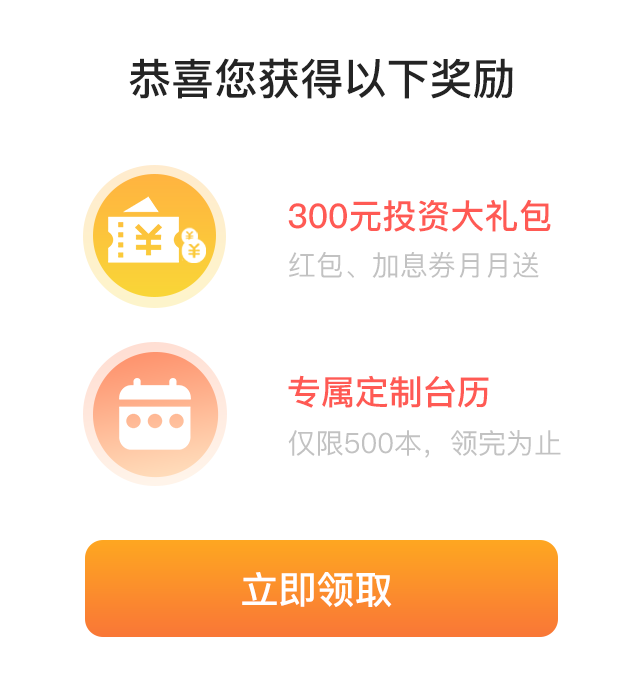 恭喜您获得以下奖励
300元投资大礼包
红包、加息券月月送
专属定制台历
仅限500本，领完为止
立即领取